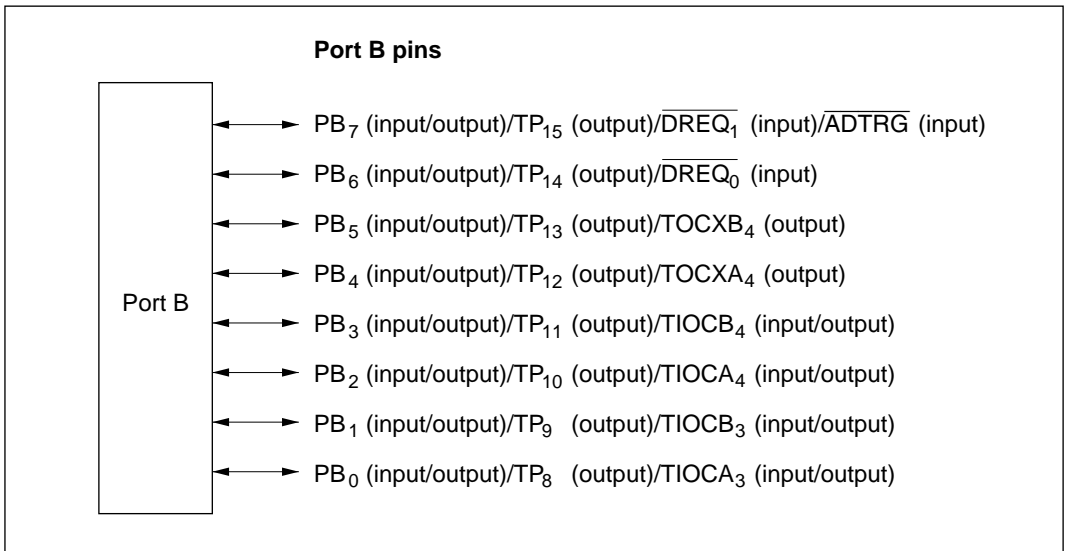 Port B pins
PB₇ (input/output)/TP₁₅ (output)/D̅R̅E̅Q̅₁̅ (input)/A̅D̅T̅R̅G̅ (input)
PB₆ (input/output)/TP₁₄ (output)/D̅R̅E̅Q̅₀̅ (input)
PB₅ (input/output)/TP₁₃ (output)/TOCXB₄ (output)
PB₄ (input/output)/TP₁₂ (output)/TOCXA₄ (output)
Port B
PB₃ (input/output)/TP₁₁ (output)/TIOCB₄ (input/output)
PB₂ (input/output)/TP₁₀ (output)/TIOCA₄ (input/output)
PB₁ (input/output)/TP₉ (output)/TIOCB₃ (input/output)
PB₀ (input/output)/TP₈ (output)/TIOCA₃ (input/output)